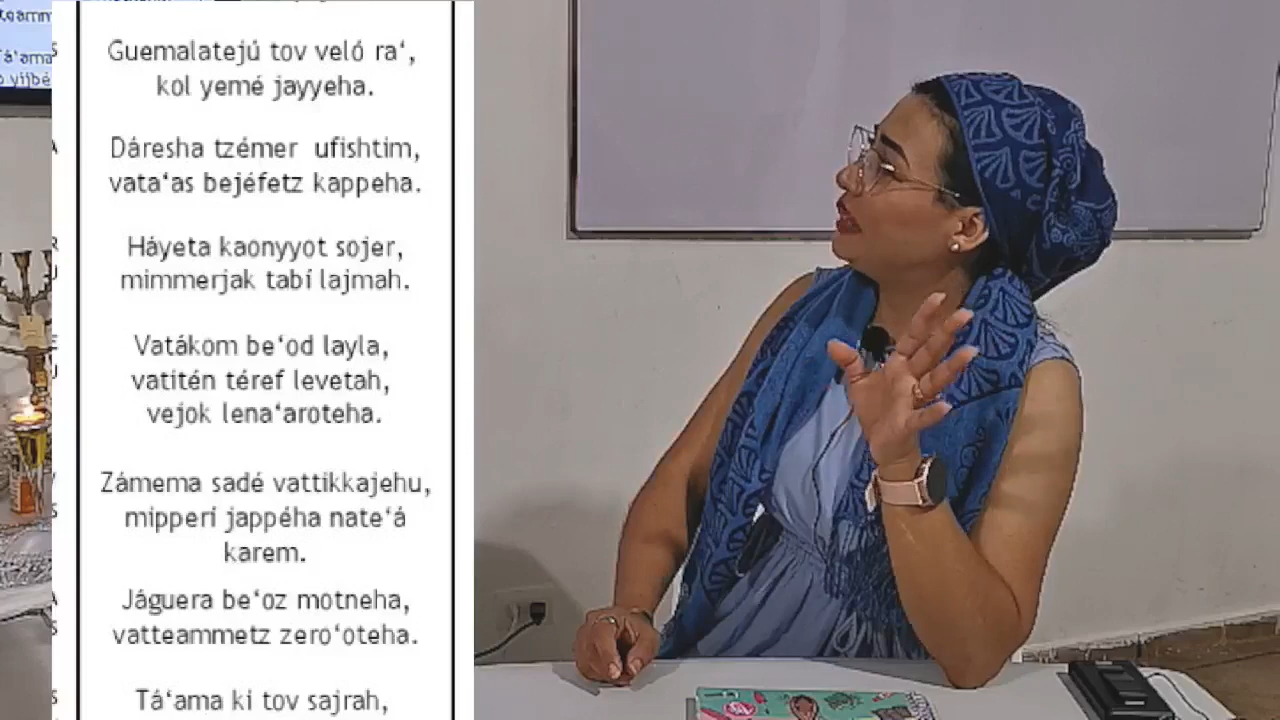 Guemalatejú tov veló ra‘,
kol yemé jayyeha.
Dáresha tzémer ufishtim,
vata‘as bejéfetz kappeha.
Háyeta kaonyyot sojer,
mimmerjak tabí lajmah.
Vatákom be‘od layla,
vatitén téref levetah,
vejok lena‘aroteha.
Zámema sadé vattikkajehu,
mipperí jappéha nate‘á
karem.
Jáguera be‘oz motneha,
vatteammetz zero‘oteha.
Tá‘ama ki tov sajrah,